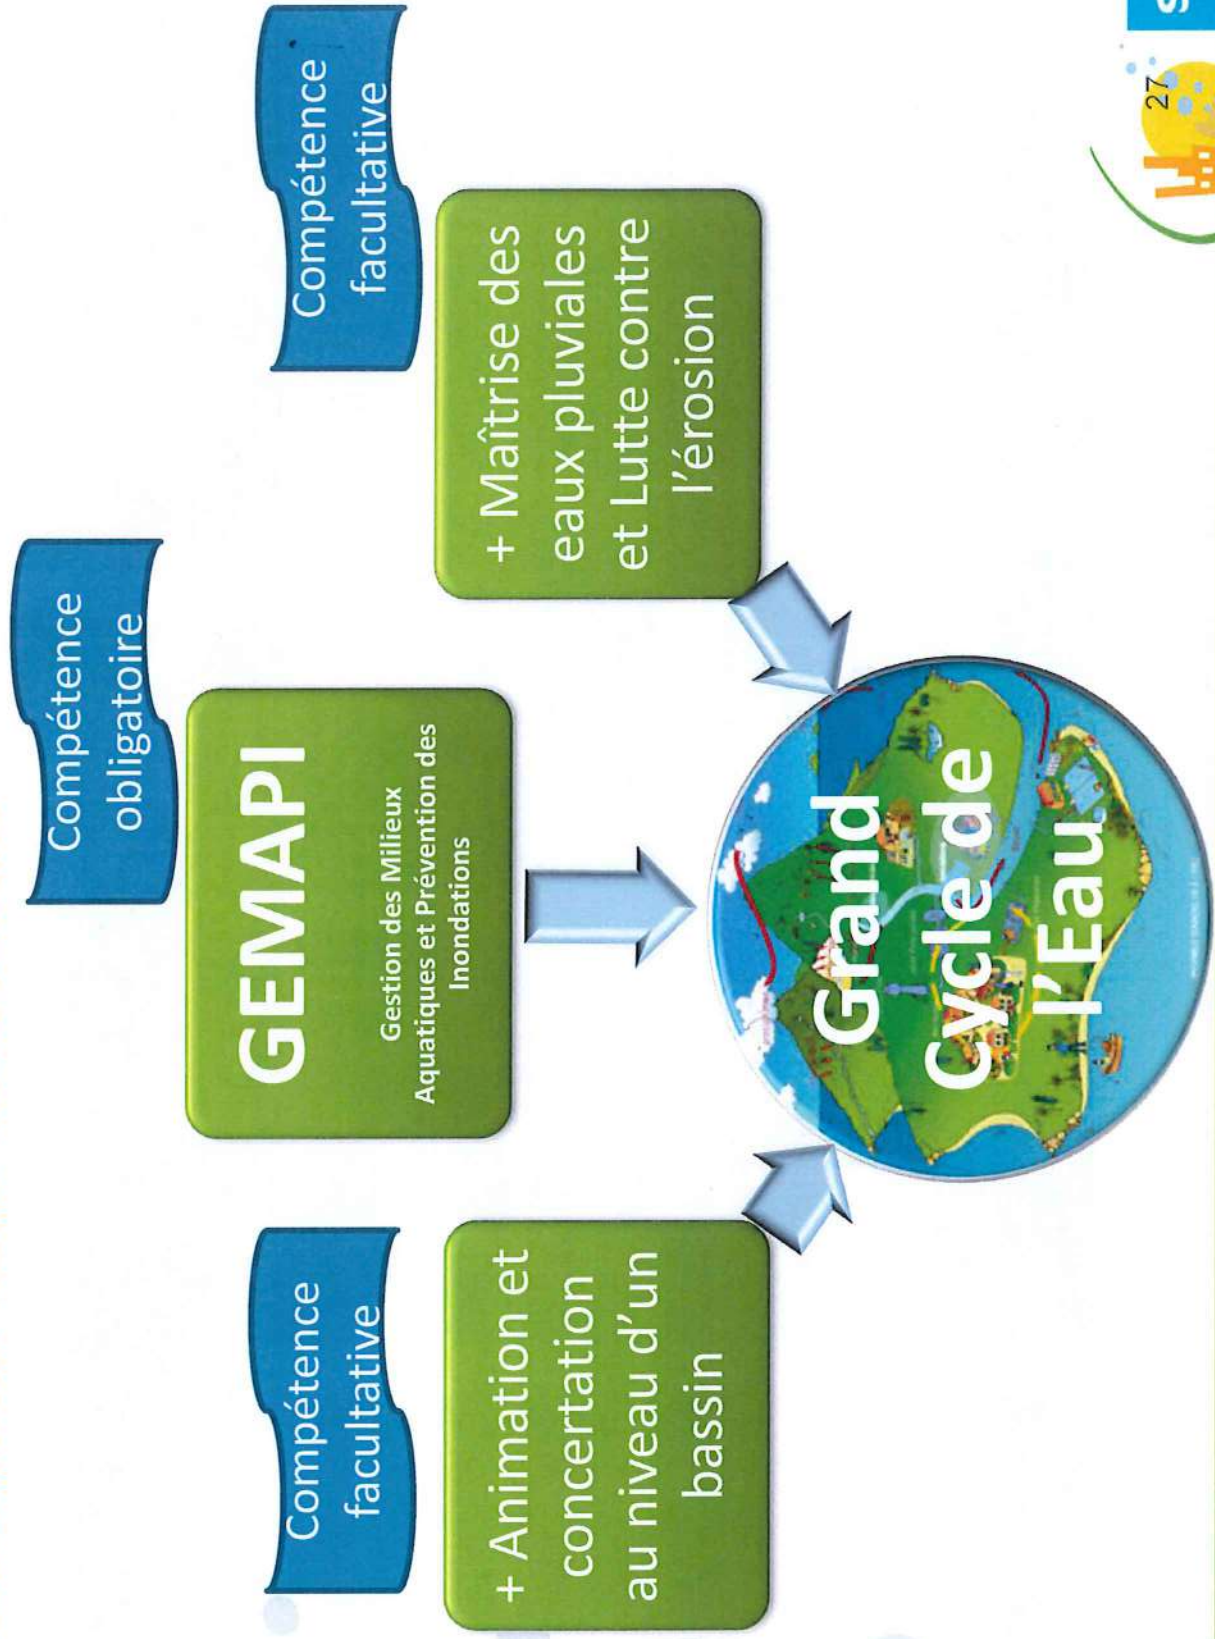 Compétence
obligatoire
Compétence
facultative
Compétence
facultative
GEMAPI
Gestion des Milieux
Aquatiques et Prévention des
Inondations
+ Animation et
concertation
au niveau d'un
bassin
+ Maîtrise des
eaux pluviales
et Lutte contre
l'érosion
Grand
Cycle de
l'Eau
27
S